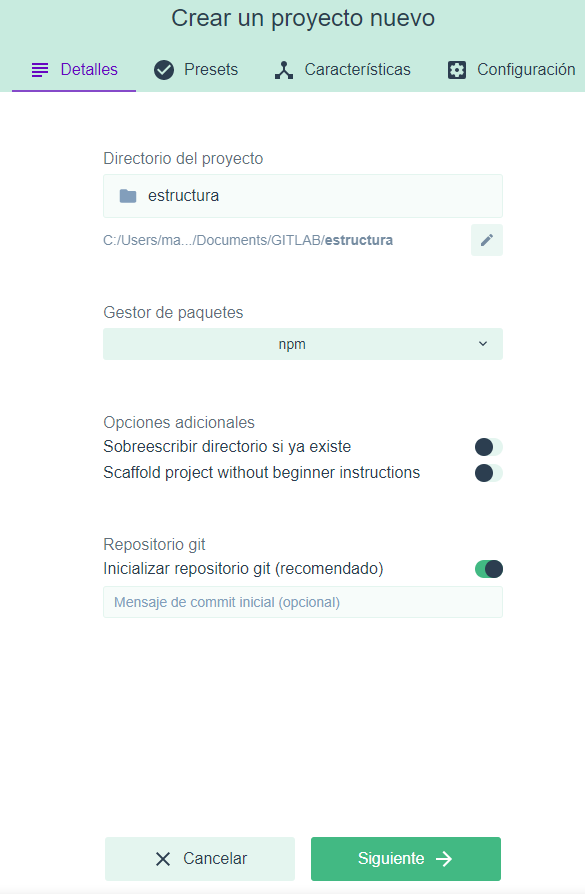 Crear un proyecto nuevo
Detalles Presets Características Configuración
Directorio del proyecto
estructura
C:/Users/ma.../Documents/GITLAB/estructura
Gestor de paquetes
npm
Opciones adicionales
Sobreescribir directorio si ya existe
Scaffold project without beginner instructions
Repositorio git
Inicializar repositorio git (recomendado)
Mensaje de commit inicial (opcional)
Cancelar Siguiente